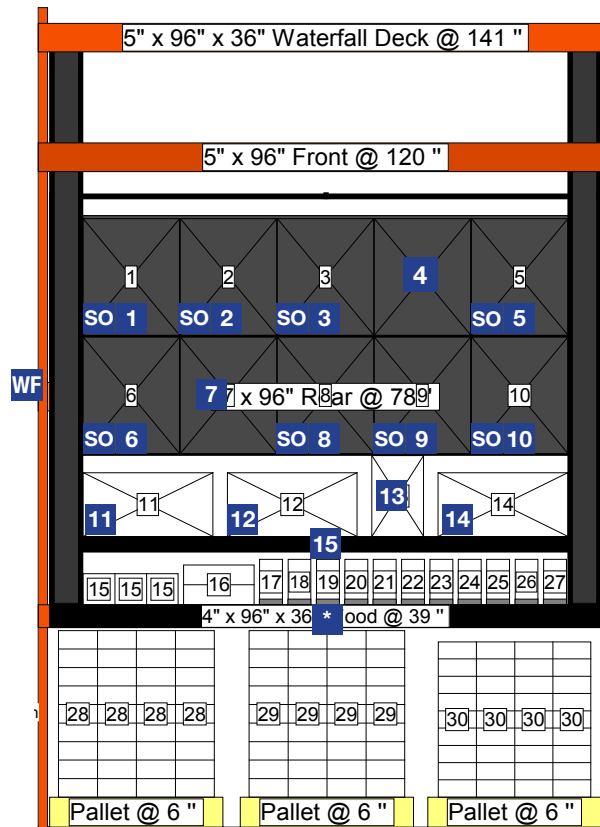 5" x 96" x 36" Waterfall Deck @ 141 "
5" x 96" Front @ 120 "
1 2 3 4 5
SO 1 SO 2 SO 3 SO 5
WF
6 7 x 96" 8 @ 78 9 10
SO 6 SO 8 SO 9 SO 10
11 12 13 14
11 12 14
15
15 15 15 16 17 18 19 20 21 22 23 24 25 26 27
4" x 96" x 36 * ood @ 39 "
28 28 28 28 29 29 29 29 30 30 30 30
Pallet @ 6 " Pallet @ 6 " Pallet @ 6 "